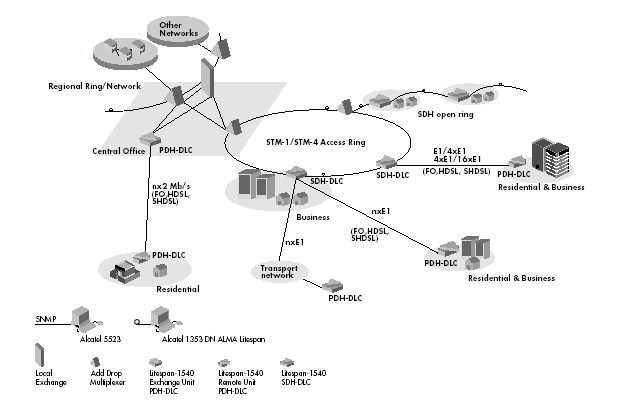 Other
Networks
Regional Ring/Network
SDH open ring
STM-1/STM-4 Access Ring
Central Office
PDH-DLC
E1/4xE1
4xE1/16xE1
(FO,HDSL, SHDSL)
SDH-DLC
SDH-DLC
PDH-DLC
Residential & Business
nx2 Mb/s
(FO,HDSL,
SHDSL)
Business
nxE1
(FO,HDSL,
SHDSL)
nxE1
PDH-DLC
PDH-DLC
Transport
network
Residential & Business
Residential
PDH-DLC
SNMP
Q
Alcatel 5523
Alcatel 1353 DN ALMA Litespan
Local
Exchange
Add Drop
Multiplexer
Litespan-1540
Exchange Unit
PDH-DLC
Litespan-1540
Remote Unit
PDH-DLC
Litespan-1540
SDH-DLC